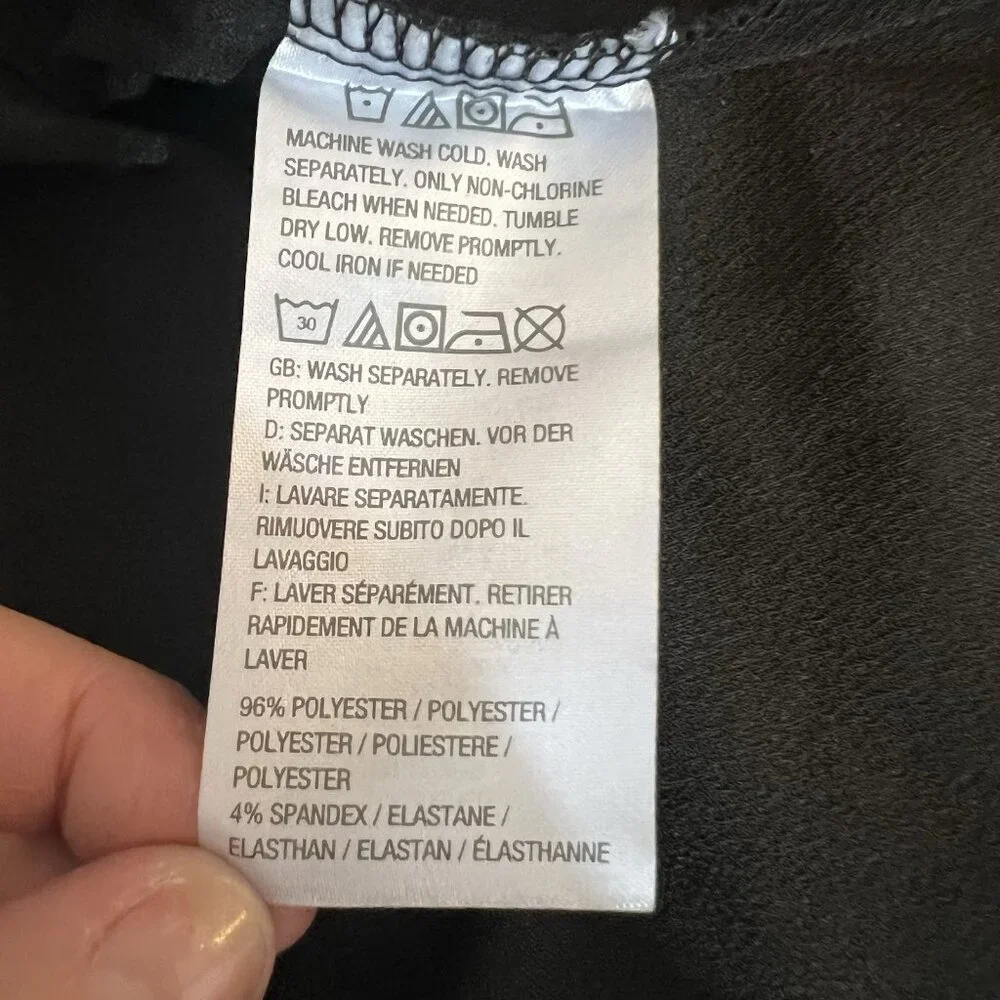 MACHINE WASH COLD. WASH
SEPARATELY. ONLY NON-CHLORINE
BLEACH WHEN NEEDED. TUMBLE
DRY LOW. REMOVE PROMPTLY.
COOL IRON IF NEEDED
30
GB: WASH SEPARATELY. REMOVE
PROMPTLY
D: SEPARAT WASCHEN. VOR DER
WÄSCHE ENTFERNEN
I: LAVARE SEPARATAMENTE.
RIMUOVERE SUBITO DOPO IL
LAVAGGIO
F: LAVER SÉPARÉMENT. RETIRER
RAPIDEMENT DE LA MACHINE À
LAVER
96% POLYESTER / POLYESTER /
POLYESTER / POLIESTERE /
POLYESTER
4% SPANDEX / ELASTANE /
ELASTHAN / ELASTAN / ÉLASTHANNE